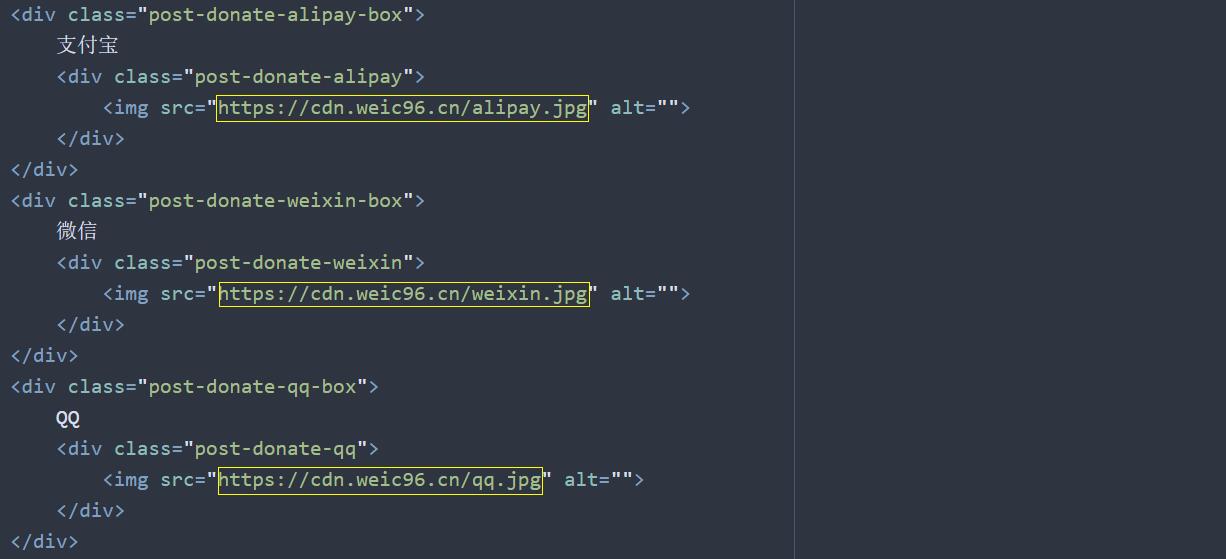 <div class="post-donate-alipay-box">
支付宝
<div class="post-donate-alipay">
<img src="https://cdn.weic96.cn/alipay.jpg" alt="">
</div>
</div>
<div class="post-donate-weixin-box">
微信
<div class="post-donate-weixin">
<img src="https://cdn.weic96.cn/weixin.jpg" alt="">
</div>
</div>
<div class="post-donate-qq-box">
QQ
<div class="post-donate-qq">
<img src="https://cdn.weic96.cn/qq.jpg" alt="">
</div>
</div>